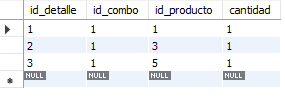 id_detalle id_combo id_producto cantidad
1 1 1 1
2 1 3 1
3 1 5 1
NULL NULL NULL NULL